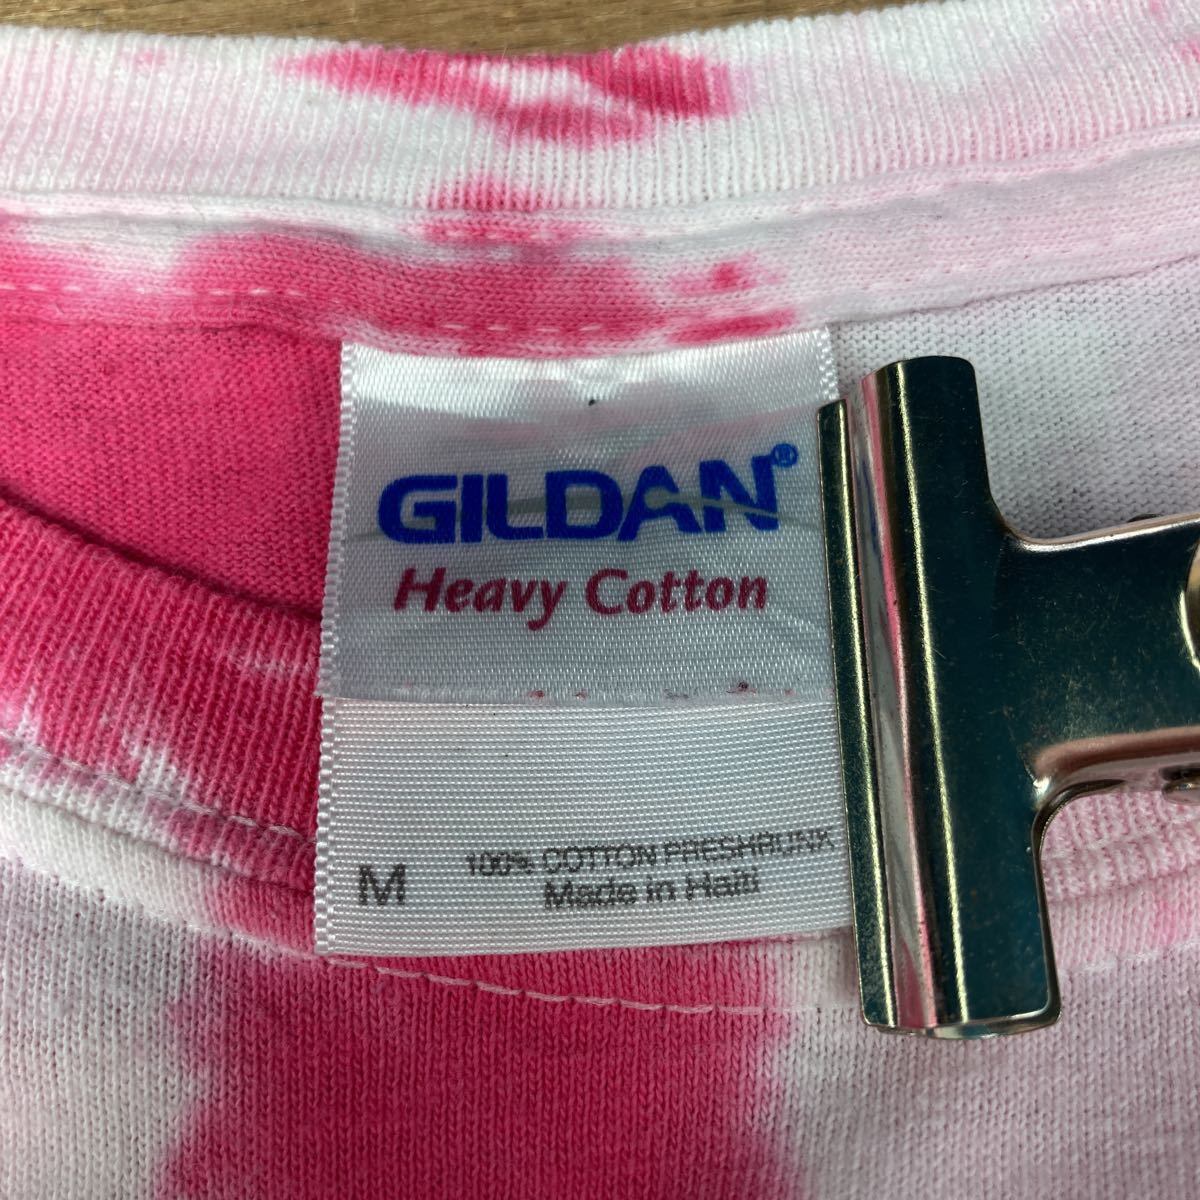 GILDAN®
Heavy Cotton
M
100% COTTON PRESHRUNK
Made in Haiti